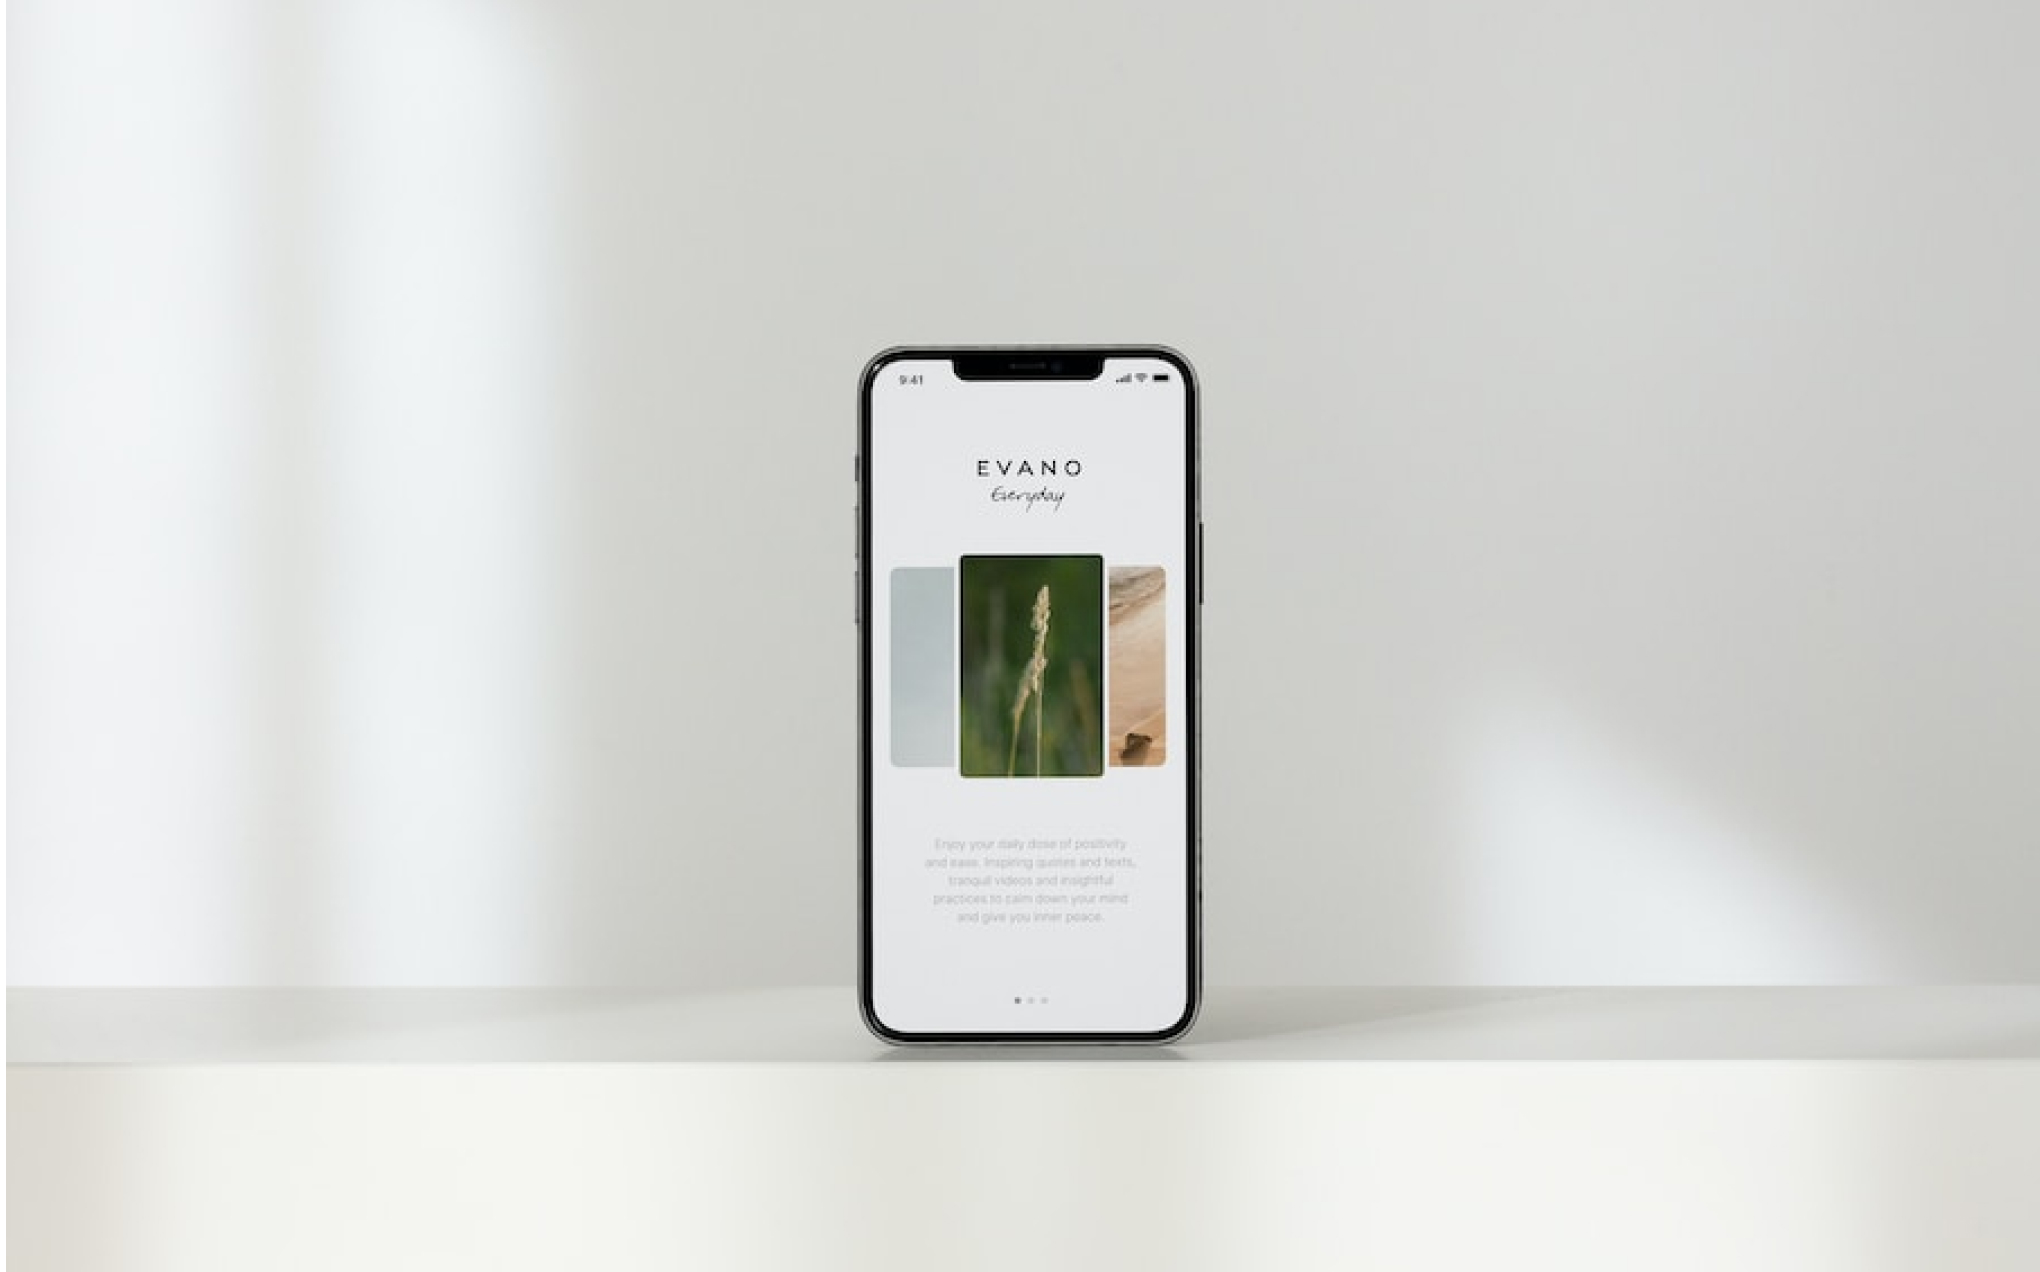 9:41
EVANO
Everyday
Enjoy your daily dose of positivity
and ease. Inspiring quotes and texts,
tranquil videos and insightful
practices to calm down your mind
and give you inner peace.